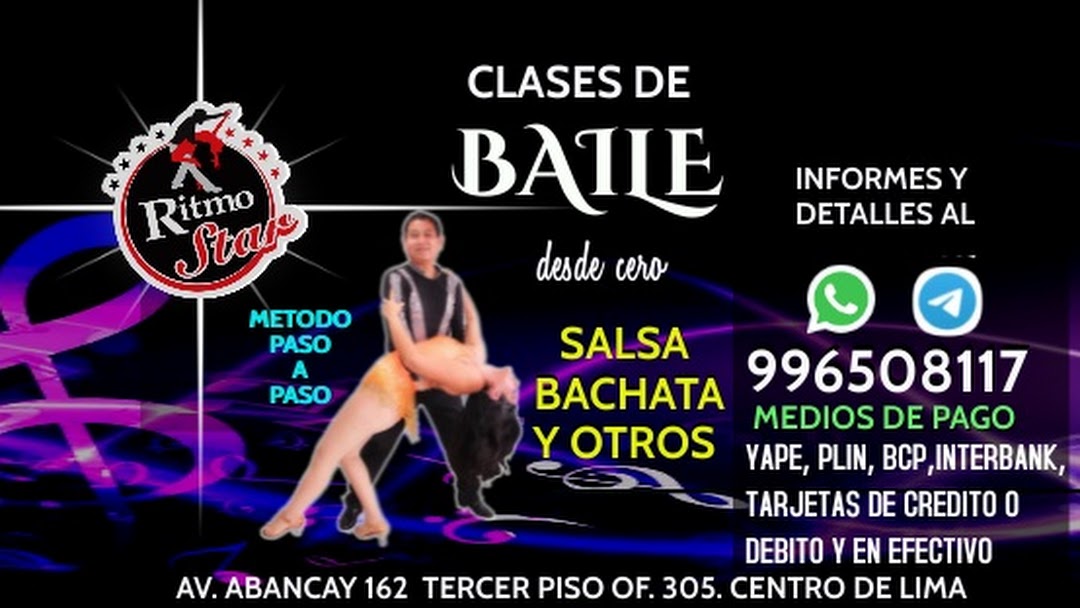 Ritmo
Star
CLASES DE
BAILE
desde cero
METODO
PASO
A
PASO
SALSA
BACHATA
Y OTROS
INFORMES Y
DETALLES AL
996508117
MEDIOS DE PAGO
YAPE, PLIN, BCP,INTERBANK,
TARJETAS DE CREDITO O
DEBITO Y EN EFECTIVO
AV. ABANCAY 162 TERCER PISO OF. 305. CENTRO DE LIMA